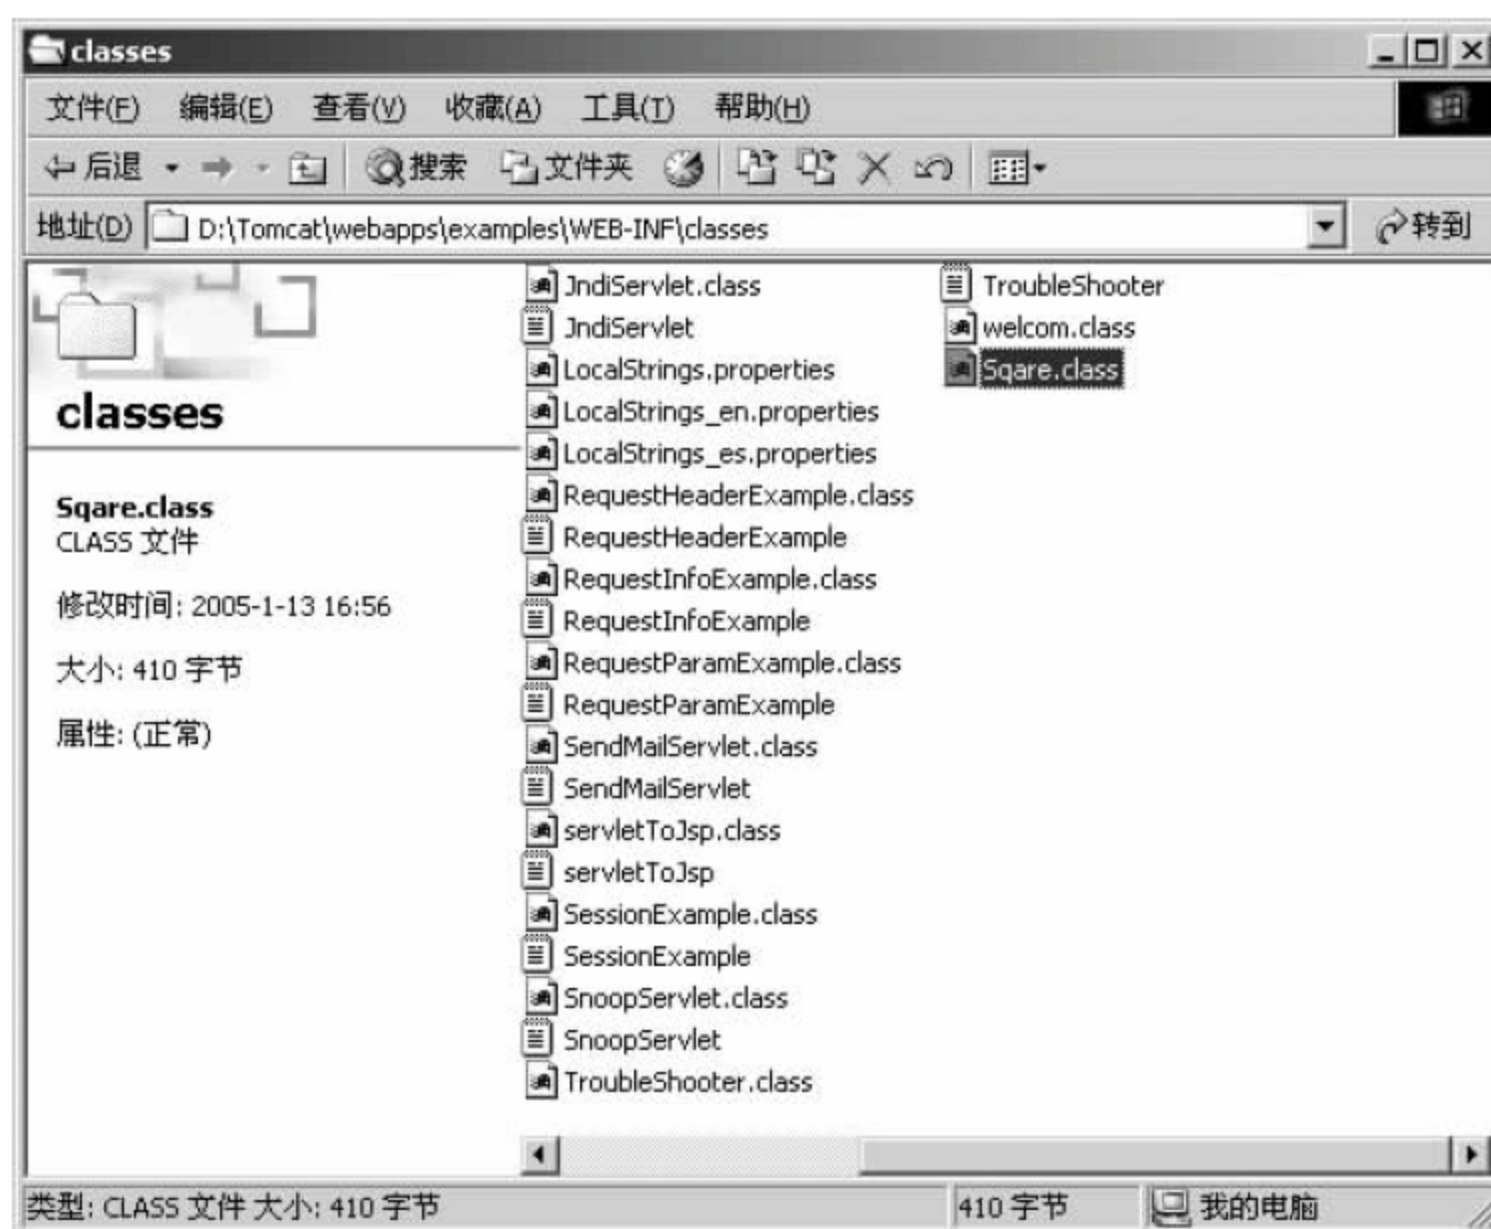 classes
文件(F) 编辑(E) 查看(V) 收藏(A) 工具(T) 帮助(H)
后退 搜索 文件夹
地址(D) D:\Tomcat\webapps\examples\WEB-INF\classes 转到
classes
Sqare.class
CLASS 文件
修改时间: 2005-1-13 16:56
大小: 410 字节
属性: (正常)
JndiServlet.class
JndiServlet
LocalStrings.properties
LocalStrings_en.properties
LocalStrings_es.properties
RequestHeaderExample.class
RequestHeaderExample
RequestInfoExample.class
RequestInfoExample
RequestParamExample.class
RequestParamExample
SendMailServlet.class
SendMailServlet
servletToJsp.class
servletToJsp
SessionExample.class
SessionExample
SnoopServlet.class
SnoopServlet
TroubleShooter.class
TroubleShooter
welcom.class
Sqare.class
类型: CLASS 文件 大小: 410 字节 410 字节 我的电脑